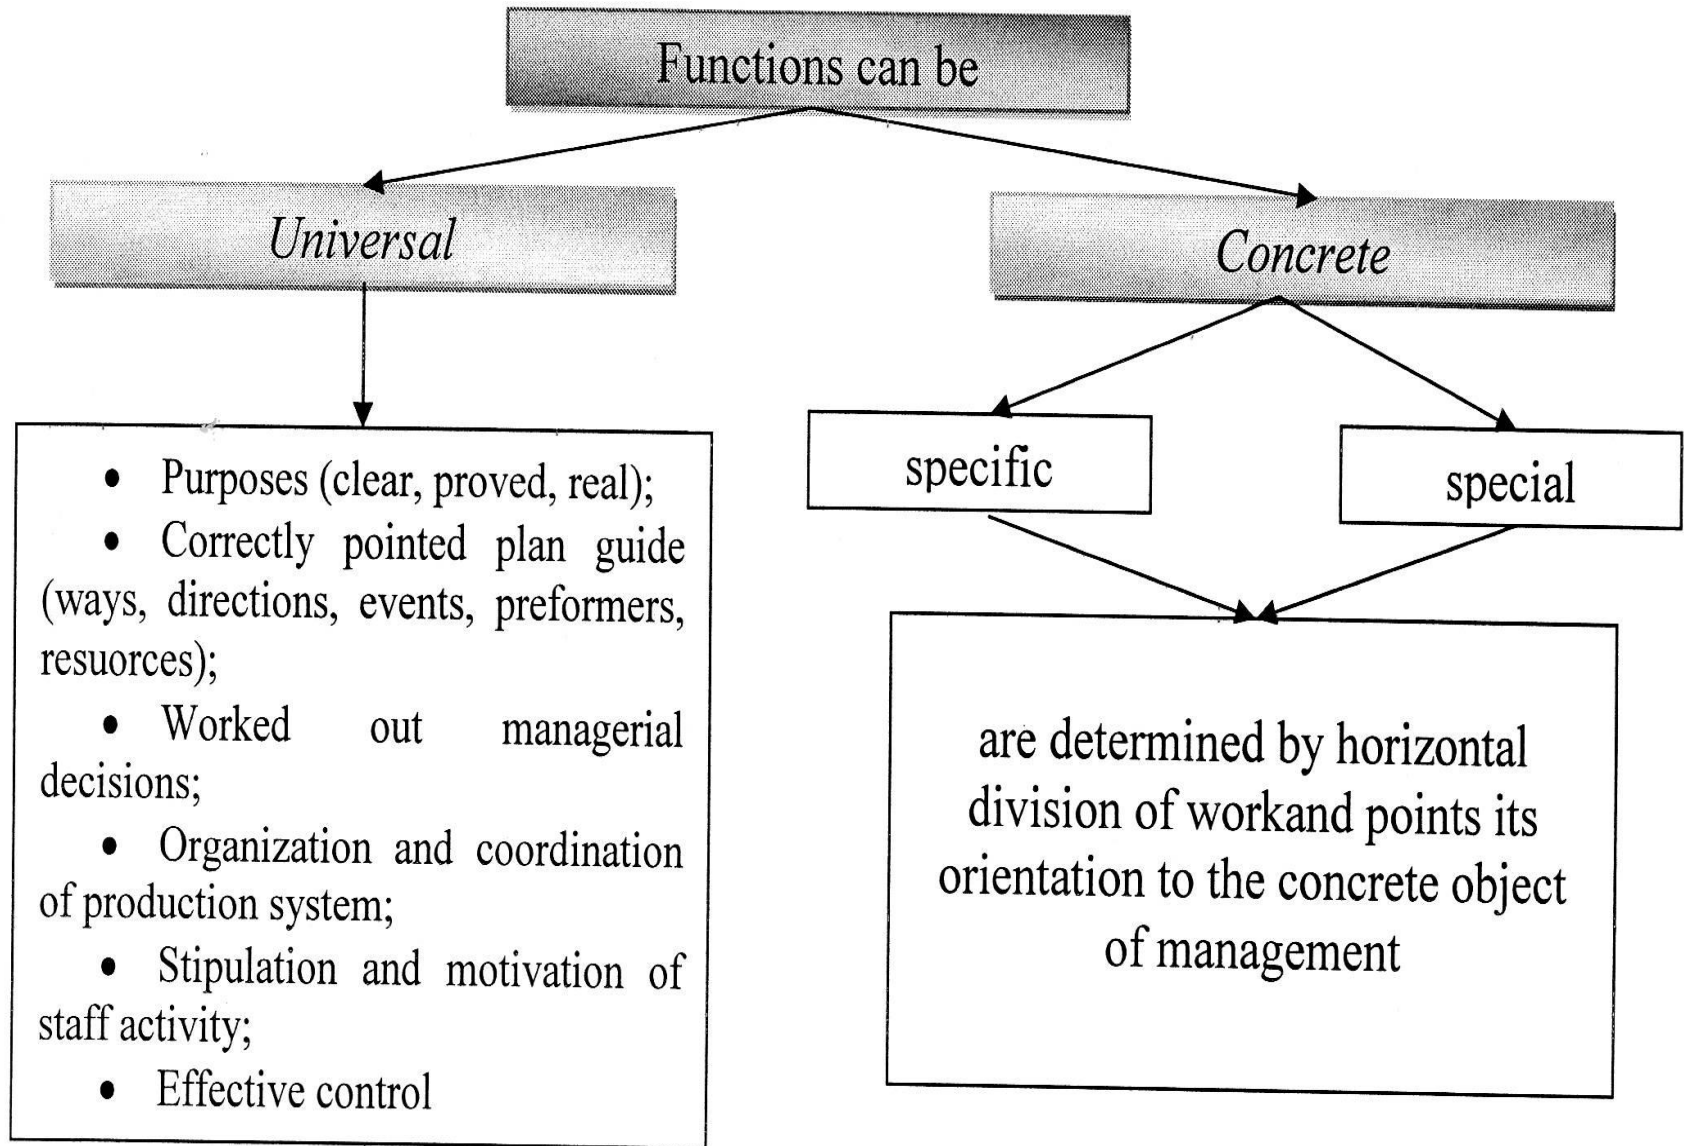 Functions can be
Universal
Concrete
• Purposes (clear, proved, real);
• Correctly pointed plan guide
(ways, directions, events, preformers,
resuorces);
• Worked out managerial
decisions;
• Organization and coordination
of production system;
• Stipulation and motivation of
staff activity;
• Effective control
specific
special
are determined by horizontal
division of workand points its
orientation to the concrete object
of management